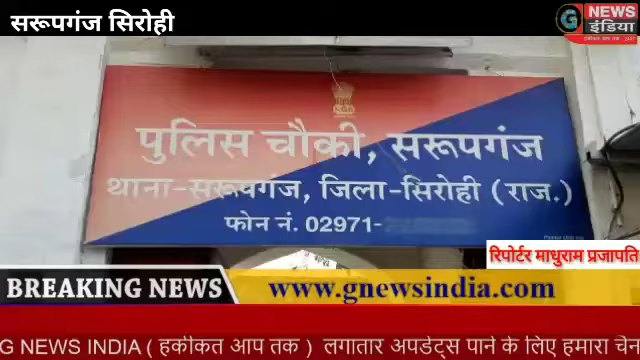 सरूपगंज सिरोही
G NEWS
इंडिया
पुलिस चौकी, सरूपगंज
थाना-सरूपगंज, जिला-सिरोही (राज.)
फोन नं. 02971-
रिपोर्टर माधुराम प्रजापति
BREAKING NEWS
www.gnewsindia.com
G NEWS INDIA ( हकीकत आप तक ) लगातार अपडेट्स पाने के लिए हमारा चैन